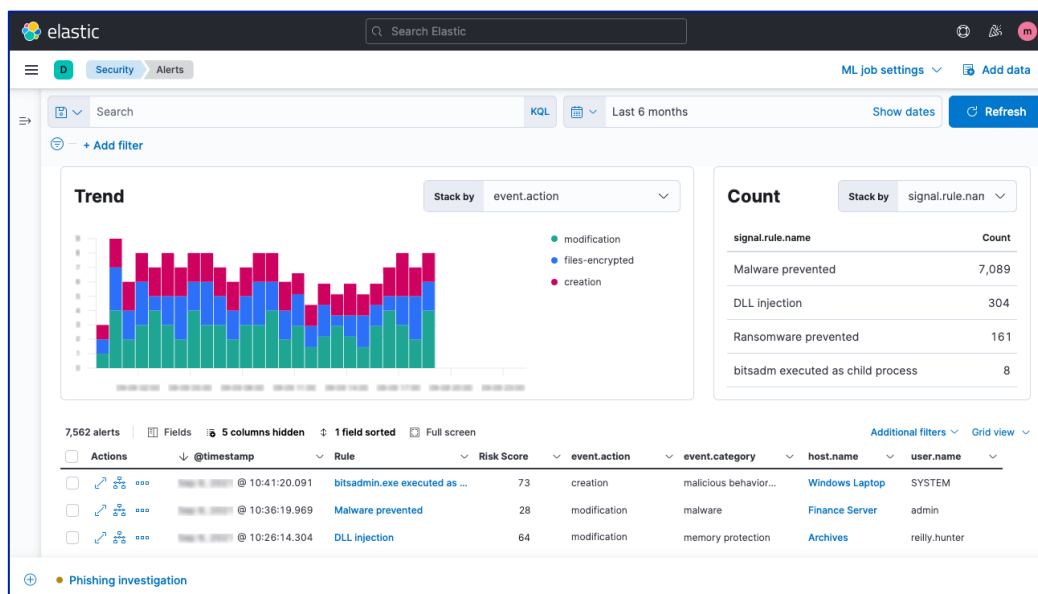 elastic
Search Elastic
m
D
Security
Alerts
ML job settings
Add data
Search
KQL
Last 6 months
Show dates
Refresh
+ Add filter
Trend
Stack by
event.action
modification
files-encrypted
creation
Count
Stack by
signal.rule.nan
signal.rule.name Count
Malware prevented 7,089
DLL injection 304
Ransomware prevented 161
bitsadm executed as child process 8
7,562 alerts Fields 5 columns hidden 1 field sorted Full screen Additional filters Grid view
Actions @timestamp Rule Risk Score event.action event.category host.name user.name
@ 10:41:20.091 bitsadmin.exe executed as ... 73 creation malicious behavior... Windows Laptop SYSTEM
@ 10:36:19.969 Malware prevented 28 modification malware Finance Server admin
@ 10:26:14.304 DLL injection 64 modification memory protection Archives reilly.hunter
Phishing investigation